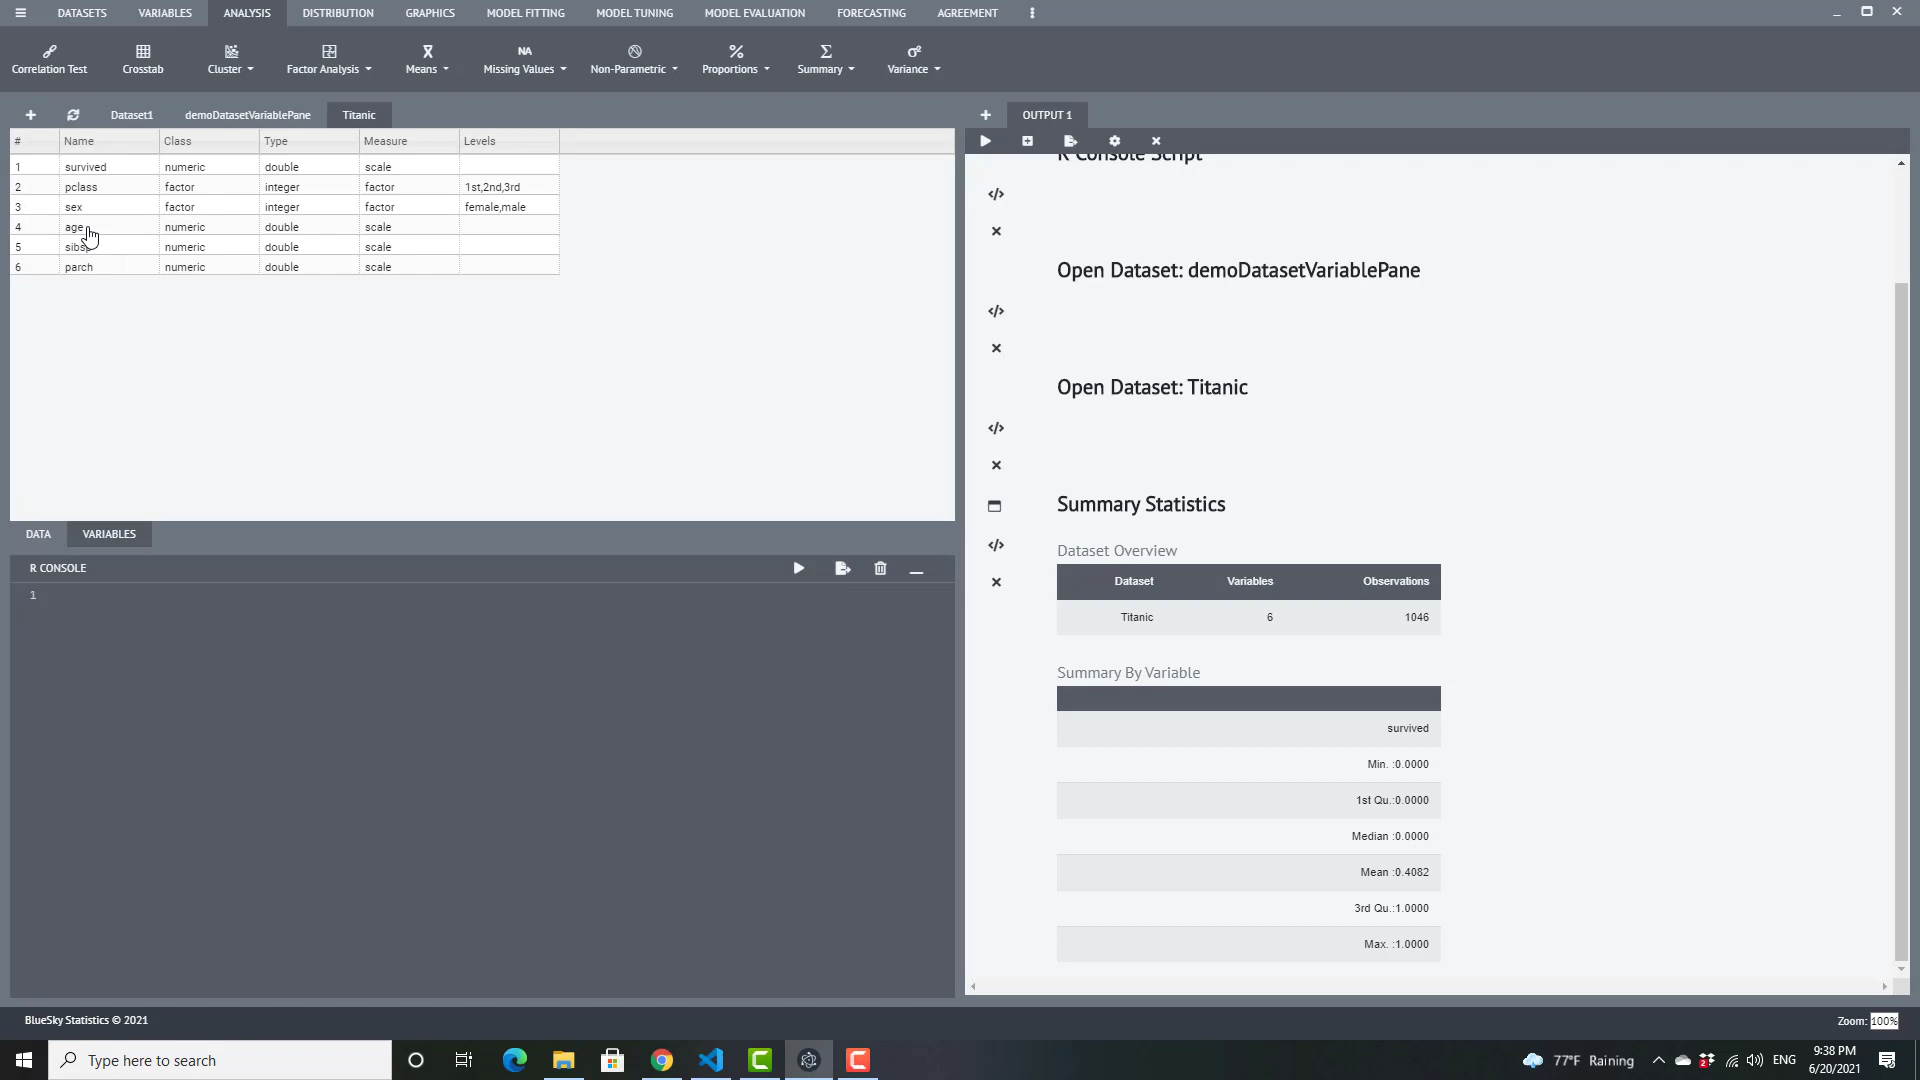 DATASETS VARIABLES ANALYSIS DISTRIBUTION GRAPHICS MODEL FITTING MODEL TUNING MODEL EVALUATION FORECASTING AGREEMENT
Correlation Test Crosstab Cluster Factor Analysis Means NA Missing Values Non-Parametric Proportions Summary Variance
Dataset1 demoDatasetVariablePane Titanic
# Name Class Type Measure Levels
1 survived numeric double scale
2 pclass factor integer factor 1st,2nd,3rd
3 sex factor integer factor female,male
4 age numeric double scale
5 numeric double scale
6 parch numeric double scale
DATA VARIABLES
R CONSOLE
1
OUTPUT 1
R Console Script
Open Dataset: demoDatasetVariablePane
Open Dataset: Titanic
Summary Statistics
Dataset Overview
Dataset Variables Observations
Titanic 6 1046
Summary By Variable
survived
Min. :0.0000
1st Qu.:0.0000
Median :0.0000
Mean :0.4082
3rd Qu.:1.0000
Max. :1.0000
BlueSky Statistics © 2021
Zoom: 100%
Type here to search
77°F Raining
2
ENG
9:38 PM
6/20/2021